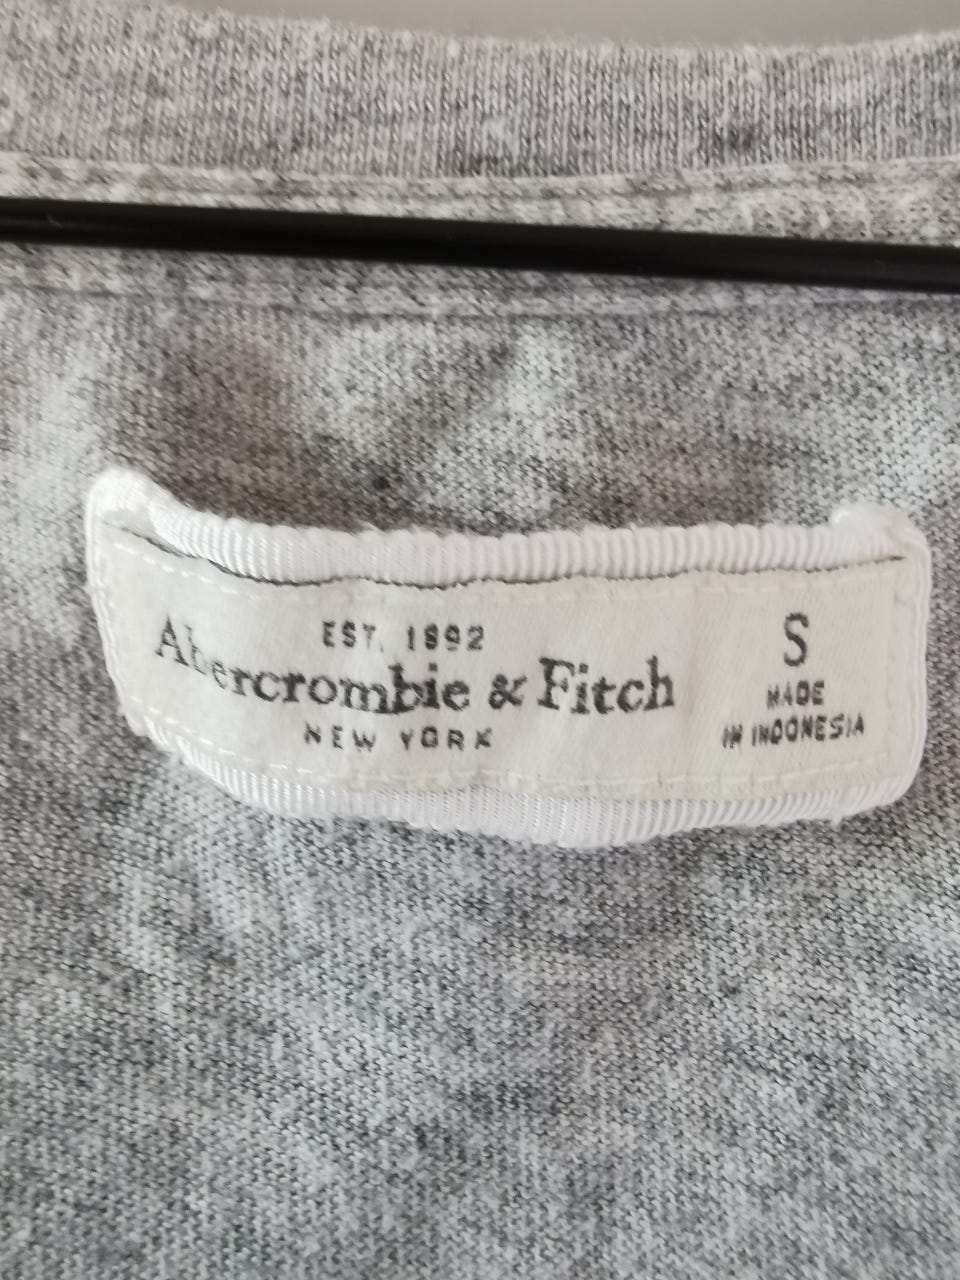 EST. 1892
Abercrombie & Fitch
NEW YORK
S
MADE
IN INDONESIA